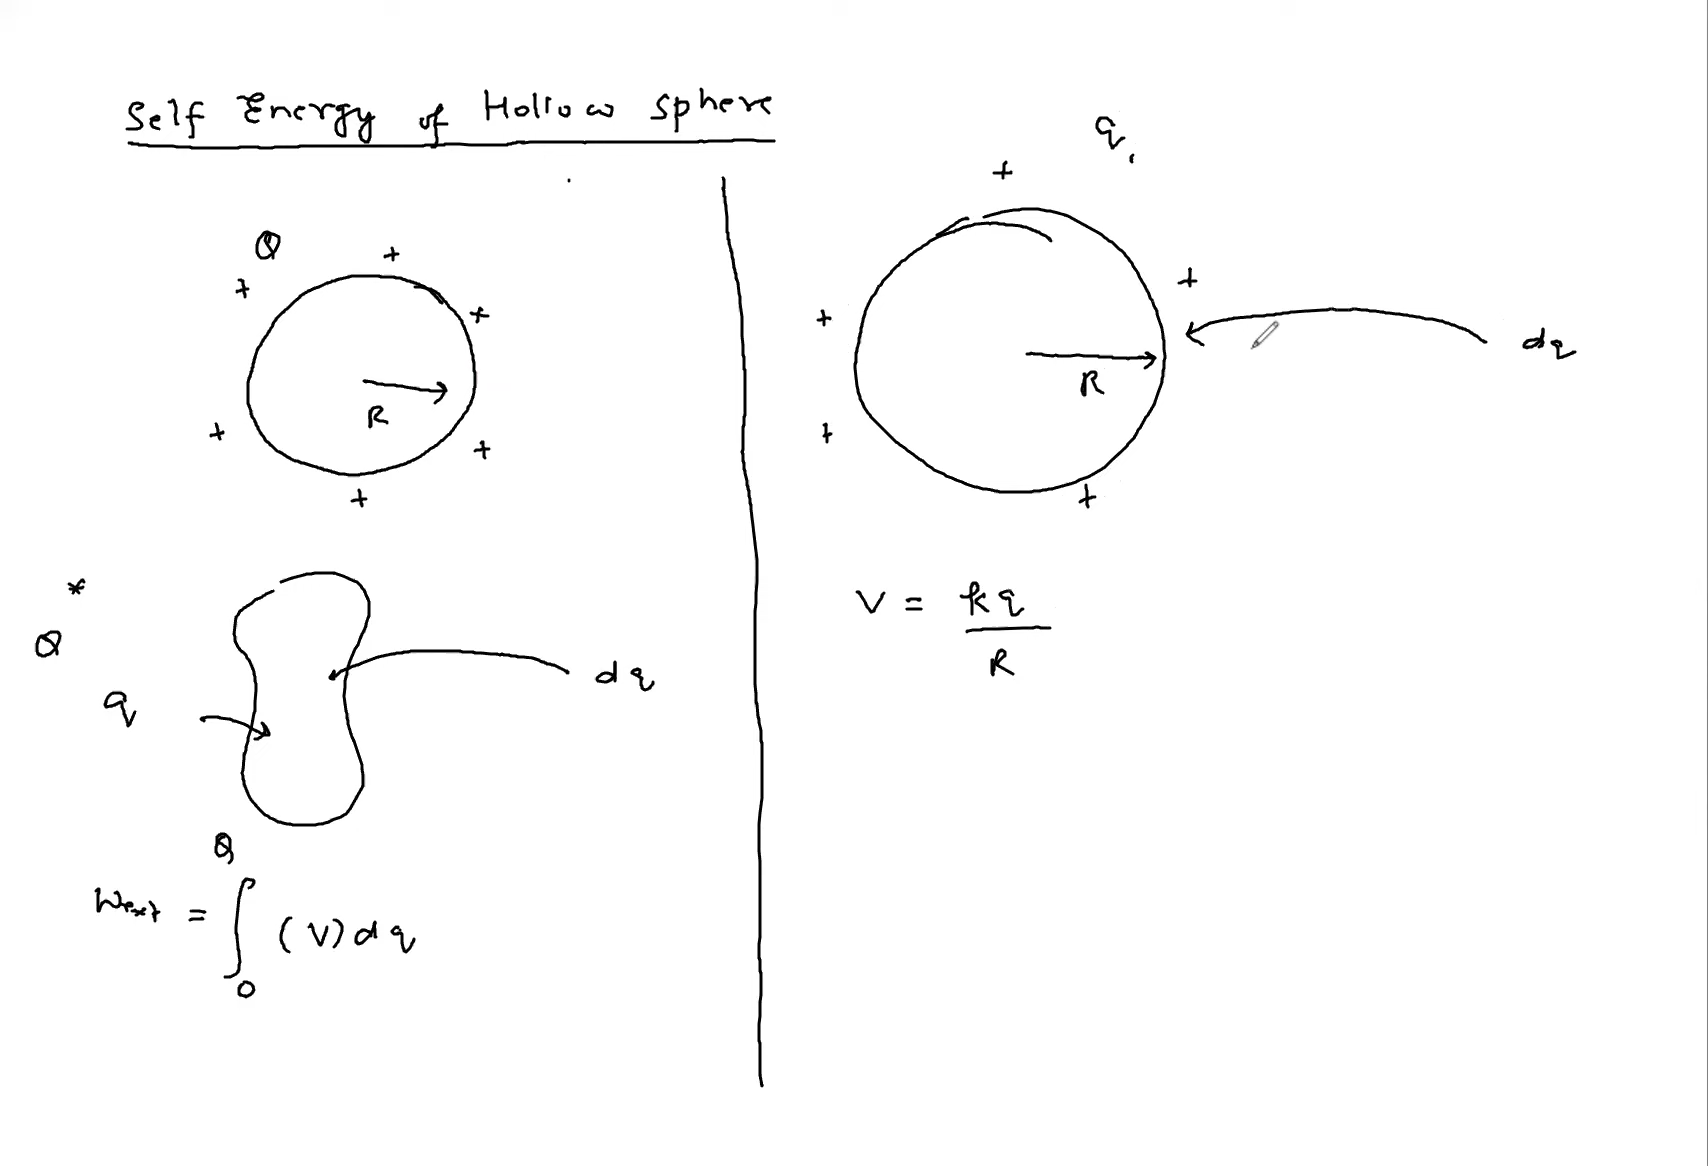 Self Energy of Hollow sphere
Q
+ + + + + + +
R
*
Q
q
dq
Wext = ∫₀^Q (V) dq
q
+ + + + +
dq
R
V = kq/R